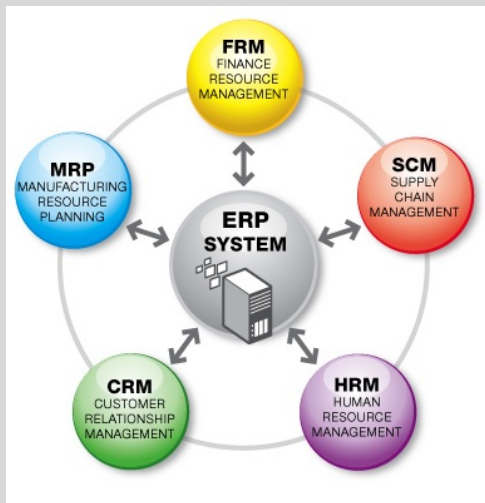 FRM
FINANCE
RESOURCE
MANAGEMENT
MRP
MANUFACTURING
RESOURCE
PLANNING
SCM
SUPPLY
CHAIN
MANAGEMENT
ERP
SYSTEM
CRM
CUSTOMER
RELATIONSHIP
MANAGEMENT
HRM
HUMAN
RESOURCE
MANAGEMENT